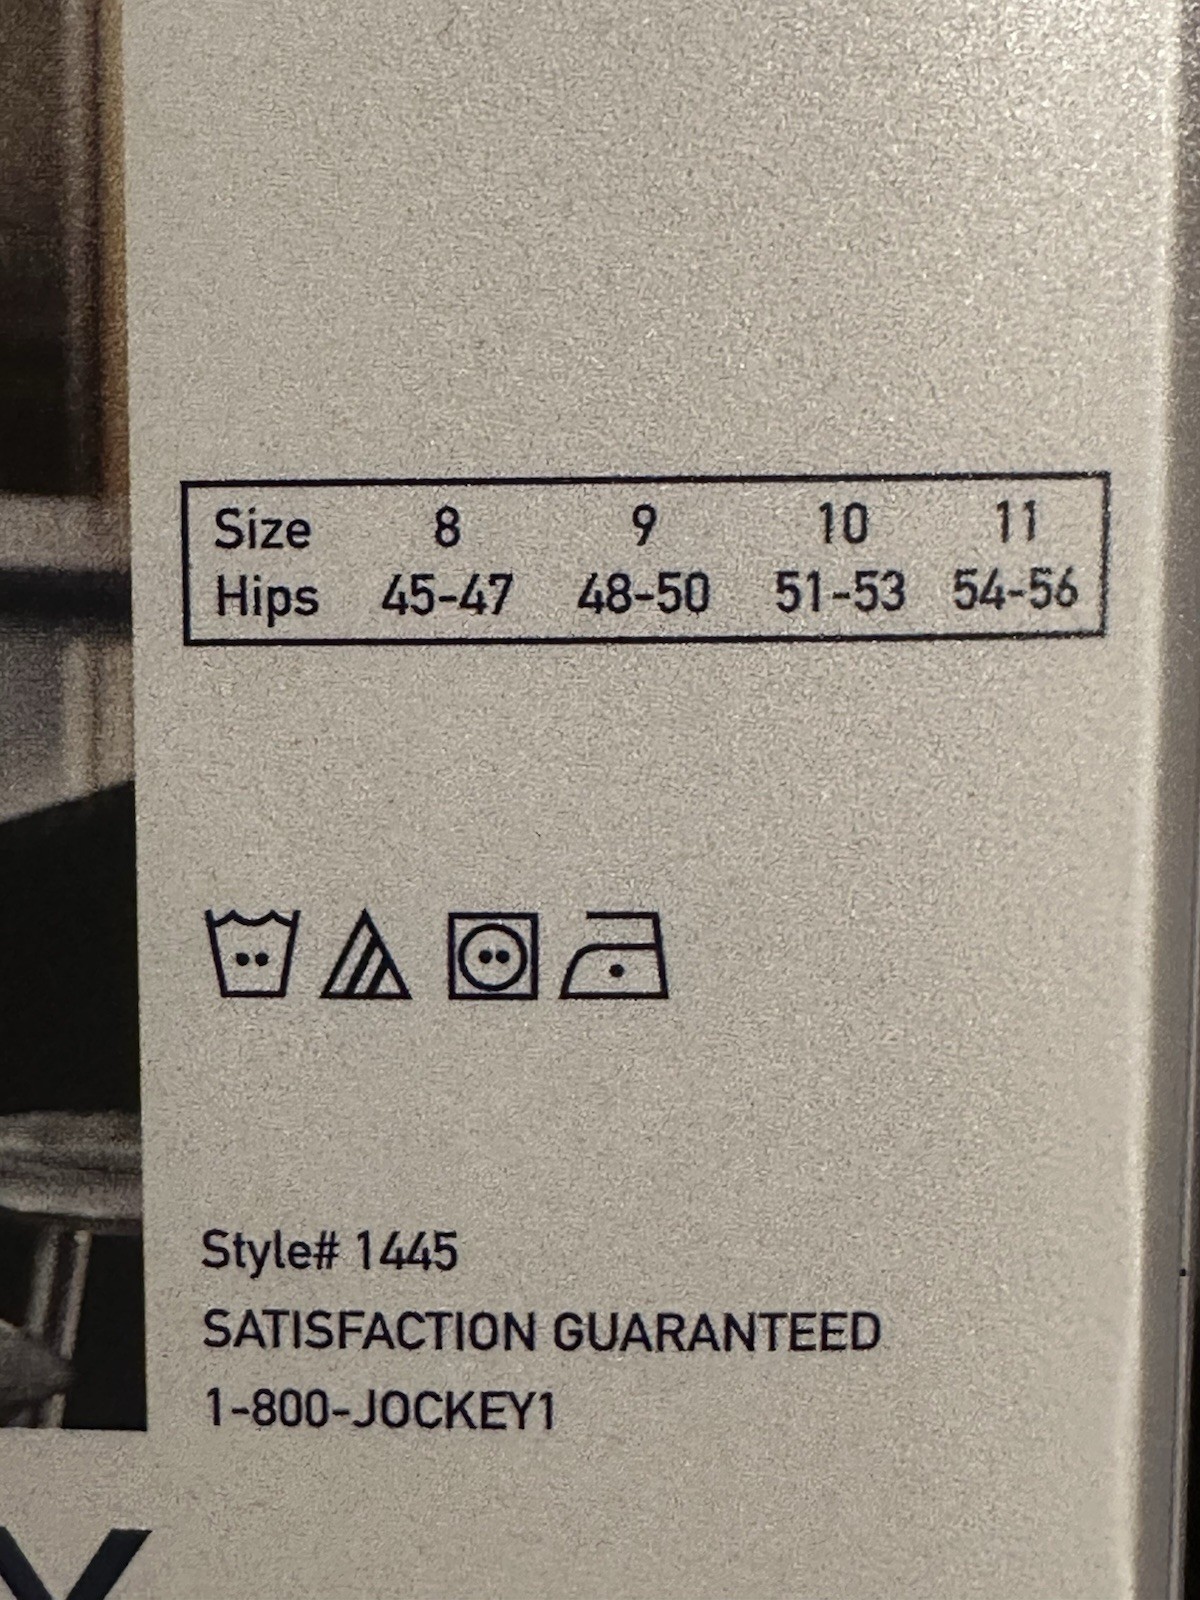 Size 8 9 10 11
Hips 45-47 48-50 51-53 54-56
Style# 1445
SATISFACTION GUARANTEED
1-800-JOCKEY1
Y